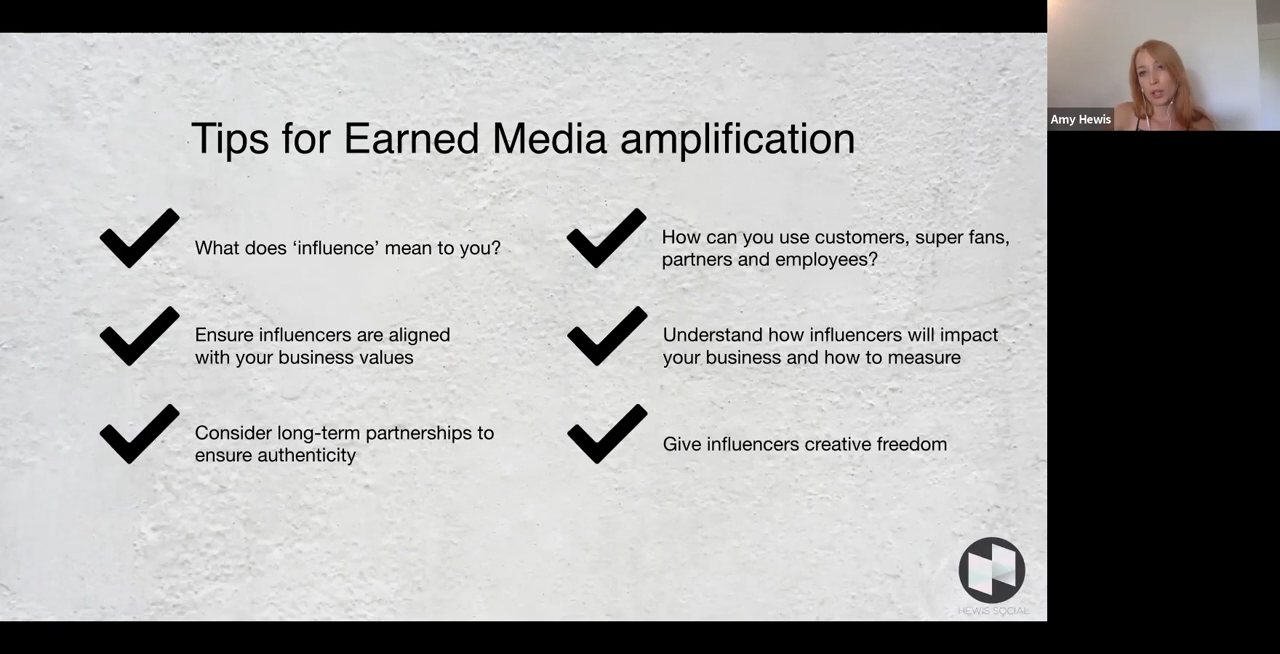 Tips for Earned Media amplification
What does ‘influence’ mean to you?
How can you use customers, super fans,
partners and employees?
Ensure influencers are aligned
with your business values
Understand how influencers will impact
your business and how to measure
Consider long-term partnerships to
ensure authenticity
Give influencers creative freedom
HEWIS SOCIAL
Amy Hewis